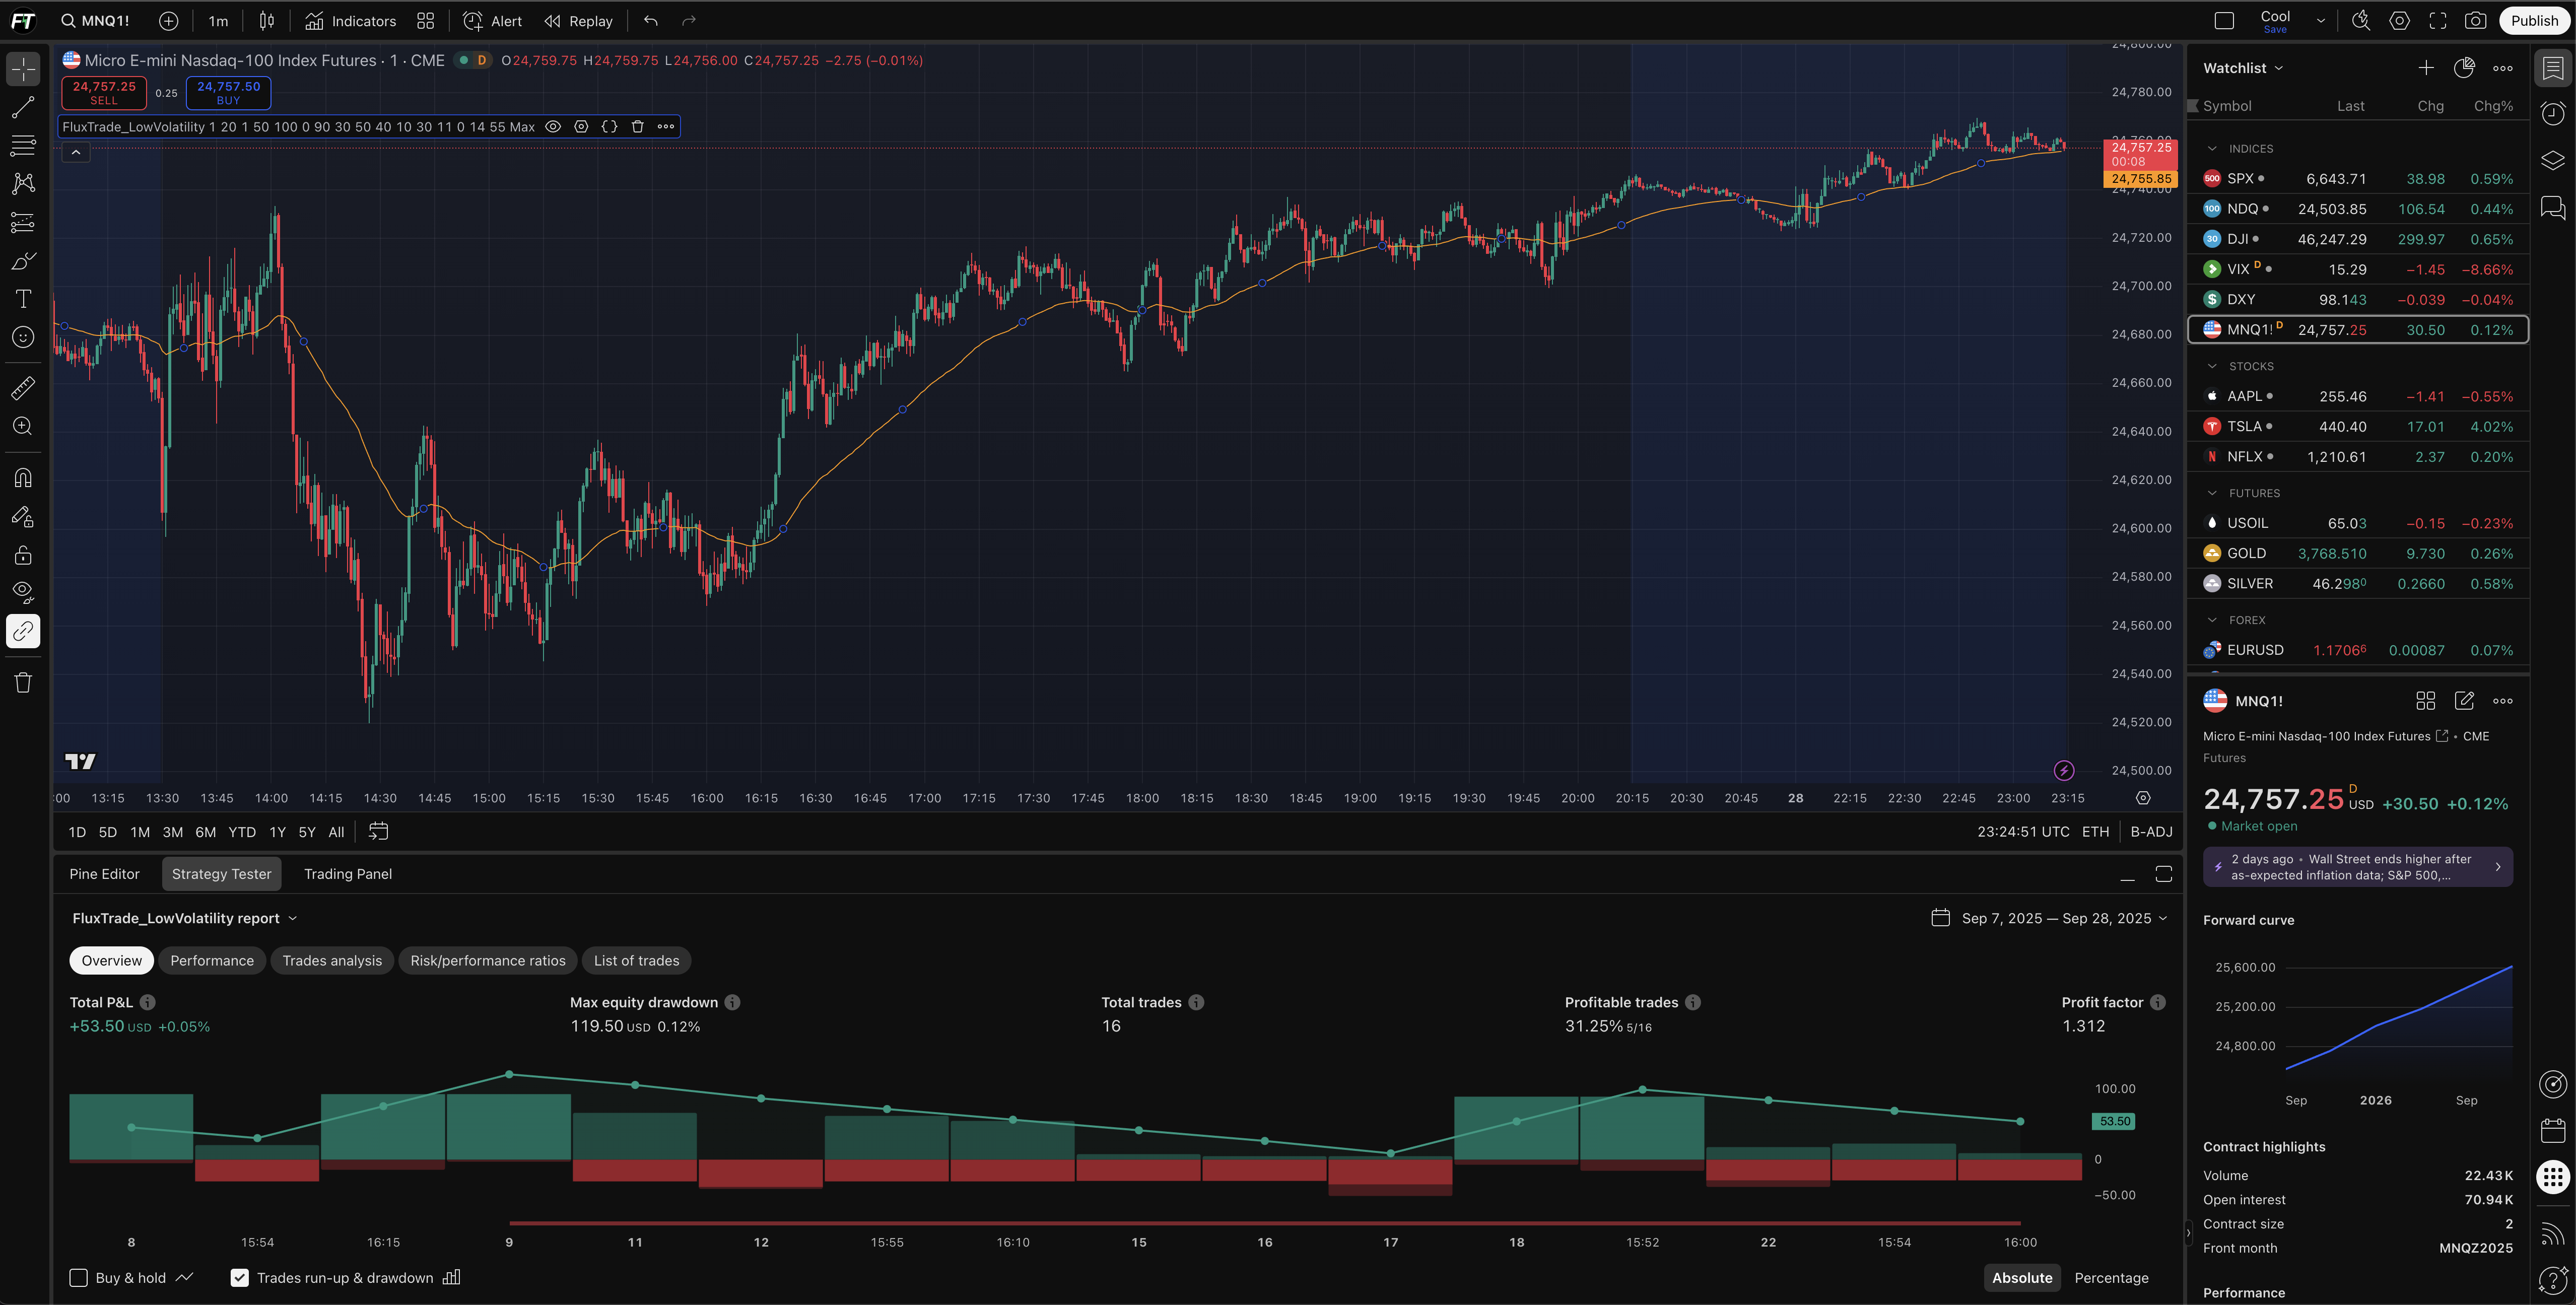 FT MNQ1! 1m Indicators Alert Replay Cool Save Publish
Micro E-mini Nasdaq-100 Index Futures · 1 · CME D O24,759.75 H24,759.75 L24,756.00 C24,757.25 −2.75 (−0.01%)
24,757.25 SELL
0.25
24,757.50 BUY
FluxTrade_LowVolatility 1 20 1 50 100 0 90 30 50 40 10 30 11 0 14 55 Max
24,800.00
24,780.00
24,760.00
24,757.25
00:08
24,755.85
24,740.00
24,720.00
24,700.00
24,680.00
24,660.00
24,640.00
24,620.00
24,600.00
24,580.00
24,560.00
24,540.00
24,520.00
24,500.00
:00 13:15 13:30 13:45 14:00 14:15 14:30 14:45 15:00 15:15 15:30 15:45 16:00 16:15 16:30 16:45 17:00 17:15 17:30 17:45 18:00 18:15 18:30 18:45 19:00 19:15 19:30 19:45 20:00 20:15 20:30 20:45 28 22:15 22:30 22:45 23:00 23:15
1D 5D 1M 3M 6M YTD 1Y 5Y All
23:24:51 UTC ETH B-ADJ
Pine Editor Strategy Tester Trading Panel
FluxTrade_LowVolatility report
Sep 7, 2025 — Sep 28, 2025
Overview Performance Trades analysis Risk/performance ratios List of trades
Total P&L Max equity drawdown Total trades Profitable trades Profit factor
+53.50 USD +0.05% 119.50 USD 0.12% 16 31.25% 5/16 1.312
100.00
53.50
0
−50.00
8 15:54 16:15 9 11 12 15:55 16:10 15 16 17 18 15:52 22 15:54 16:00
Buy & hold Trades run-up & drawdown Absolute Percentage
Watchlist
Symbol Last Chg Chg%
INDICES
500 SPX 6,643.71 38.98 0.59%
100 NDQ 24,503.85 106.54 0.44%
30 DJI 46,247.29 299.97 0.65%
VIX D 15.29 −1.45 −8.66%
$ DXY 98.143 −0.039 −0.04%
MNQ1! D 24,757.25 30.50 0.12%
STOCKS
AAPL 255.46 −1.41 −0.55%
TSLA 440.40 17.01 4.02%
N NFLX 1,210.61 2.37 0.20%
FUTURES
USOIL 65.03 −0.15 −0.23%
GOLD 3,768.510 9.730 0.26%
SILVER 46.2980 0.2660 0.58%
FOREX
EURUSD 1.17066 0.00087 0.07%
MNQ1!
Micro E-mini Nasdaq-100 Index Futures • CME
Futures
24,757.25 D USD +30.50 +0.12%
Market open
2 days ago • Wall Street ends higher after
as-expected inflation data; S&P 500,...
Forward curve
25,600.00
25,200.00
24,800.00
Sep 2026 Sep
Contract highlights
Volume 22.43K
Open interest 70.94K
Contract size 2
Front month MNQZ2025
Performance